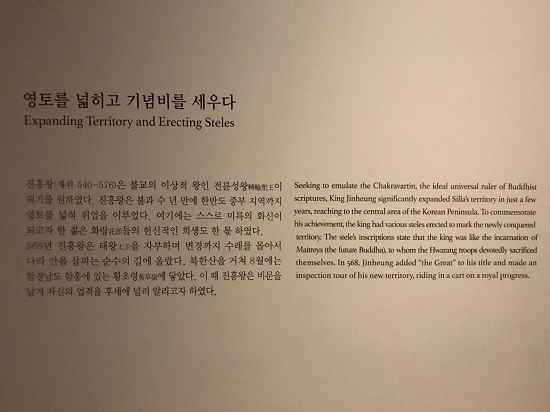 영토를 넓히고 기념비를 세우다
Expanding Territory and Erecting Steles
진흥왕(재위 540-576)은 불교의 이상적 왕인 전륜성왕轉輪聖王이
되기를 원하였다. 진흥왕은 불과 수 년 만에 한반도 중부 지역까지
영토를 넓혀 위업을 이루었다. 여기에는 스스로 미륵의 화신이
되고자 한 젊은 화랑花郎들의 헌신적인 희생도 한 몫 하였다.
568년 진흥왕은 태왕太王을 자부하며 변경까지 수레를 몰아서
나라 안을 살피는 순수의 길에 올랐다. 북한산을 거쳐 8월에는
함경남도 함흥에 있는 황초령黃草嶺에 닿았다. 이 때 진흥왕은 비문을
남겨 자신의 업적을 후세에 널리 알리고자 하였다.
Seeking to emulate the Chakravartin, the ideal universal ruler of Buddhist
scriptures, King Jinheung significantly expanded Silla's territory in just a few
years, reaching to the central area of the Korean Peninsula. To commemorate
his achievement, the king had various steles erected to mark the newly conquered
territory. The stele's inscriptions state that the king was like the incarnation of
Maitreya (the future Buddha), to whom the Hwarang troops devotedly sacrificed
themselves. In 568, Jinheung added "the Great" to his title and made an
inspection tour of his new territory, riding in a cart on a royal progress.